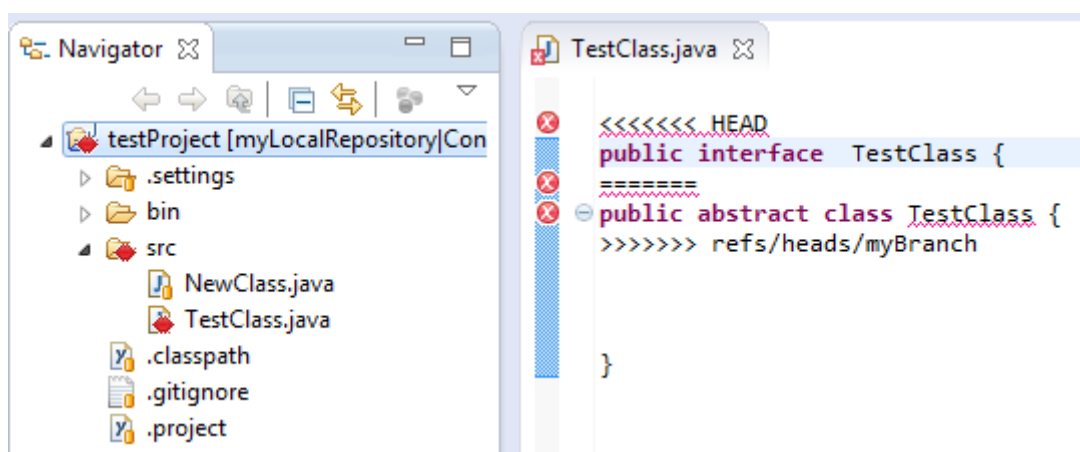 Navigator
testProject [myLocalRepository|Con
.settings
bin
src
NewClass.java
TestClass.java
.classpath
.gitignore
.project
TestClass.java
<<<<<<< HEAD
public interface  TestClass {
=======
public abstract class TestClass {
>>>>>>> refs/heads/myBranch
}